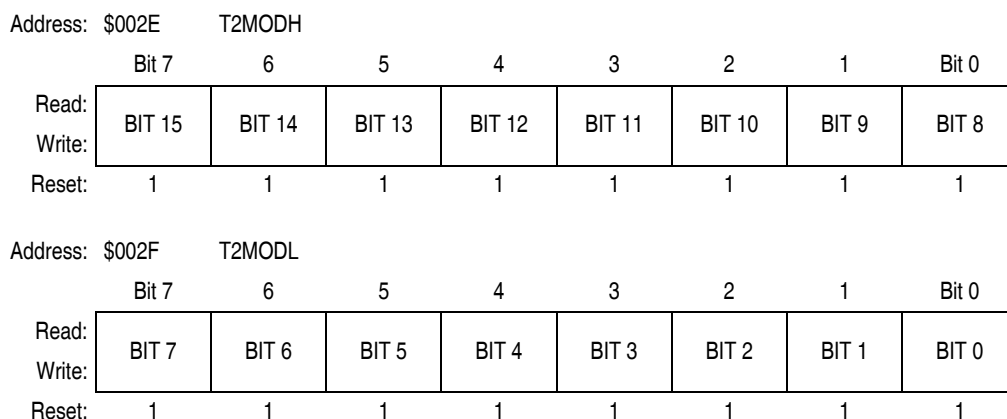 Address: $002E T2MODH
Bit 7 6 5 4 3 2 1 Bit 0
Read:
BIT 15 BIT 14 BIT 13 BIT 12 BIT 11 BIT 10 BIT 9 BIT 8
Write:
Reset: 1 1 1 1 1 1 1 1
Address: $002F T2MODL
Bit 7 6 5 4 3 2 1 Bit 0
Read:
BIT 7 BIT 6 BIT 5 BIT 4 BIT 3 BIT 2 BIT 1 BIT 0
Write:
Reset: 1 1 1 1 1 1 1 1